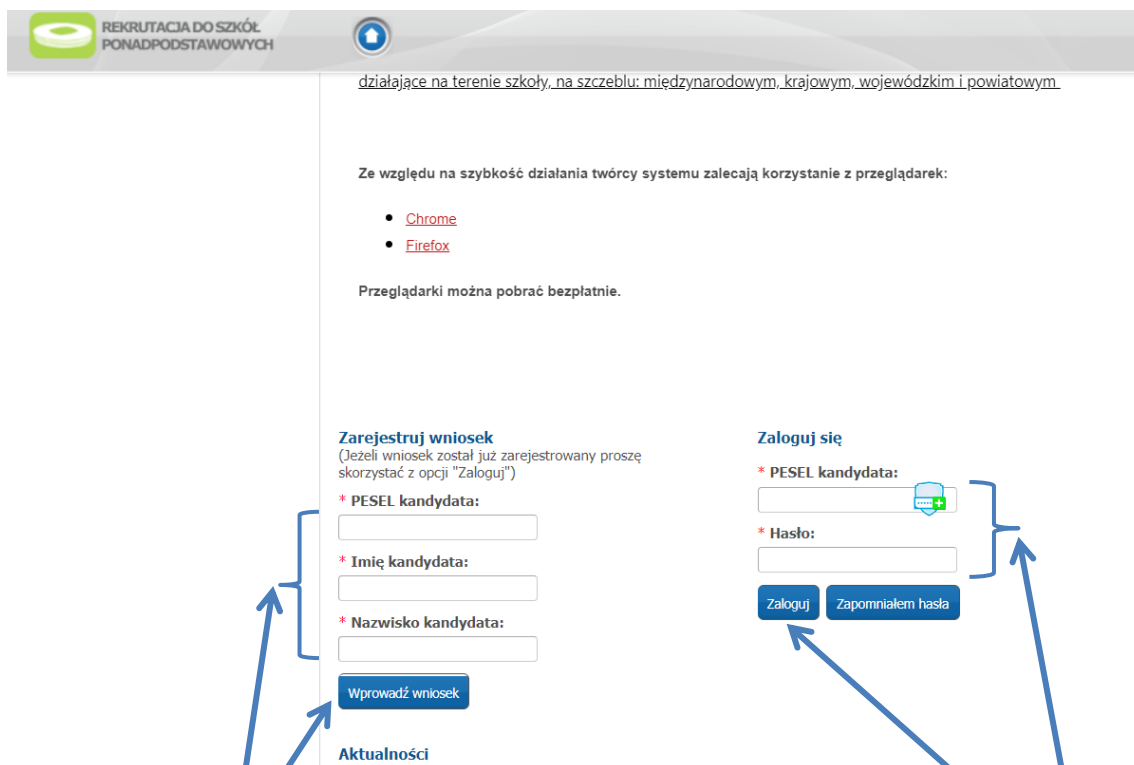 REKRUTACJA DO SZKÓŁ
PONADPODSTAWOWYCH
działające na terenie szkoły, na szczeblu: międzynarodowym, krajowym, wojewódzkim i powiatowym
Ze względu na szybkość działania twórcy systemu zalecają korzystanie z przeglądarek:
• Chrome
• Firefox
Przeglądarki można pobrać bezpłatnie.
Zarejestruj wniosek
(Jeżeli wniosek został już zarejestrowany proszę
skorzystać z opcji "Zaloguj")
* PESEL kandydata:
* Imię kandydata:
* Nazwisko kandydata:
Wprowadź wniosek
Zaloguj się
* PESEL kandydata:
* Hasło:
Zaloguj
Zapomniałem hasła
Aktualności